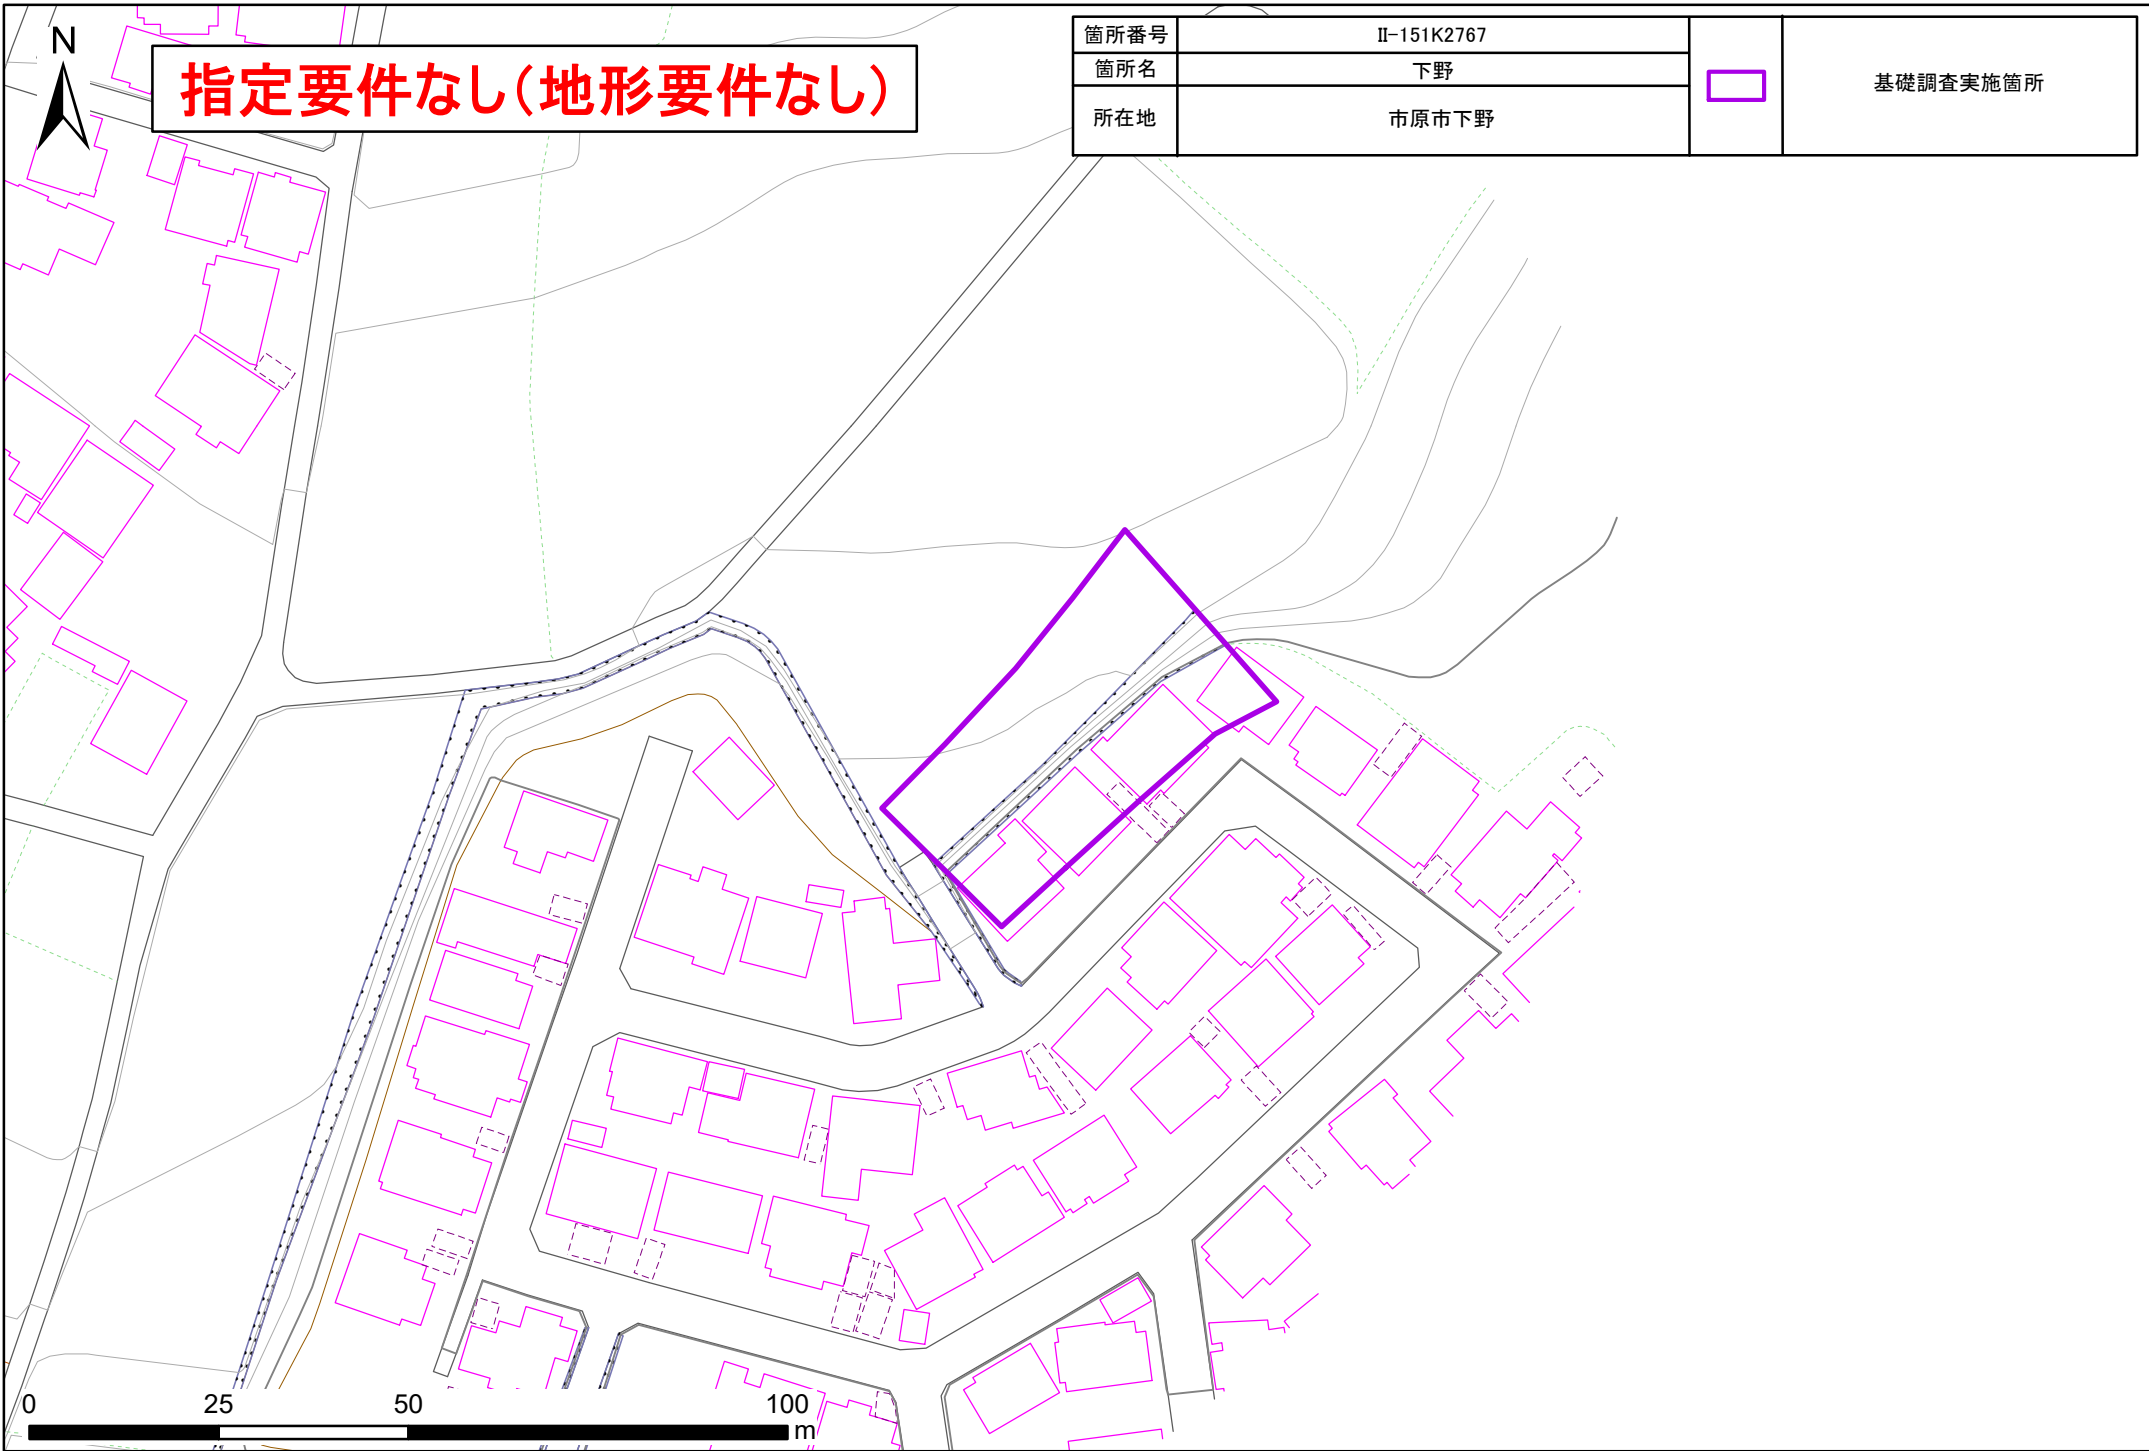 N
指定要件なし(地形要件なし)
箇所番号 II-151K2767
箇所名 下野
所在地 市原市下野
基礎調査実施箇所
0 25 50 100
m